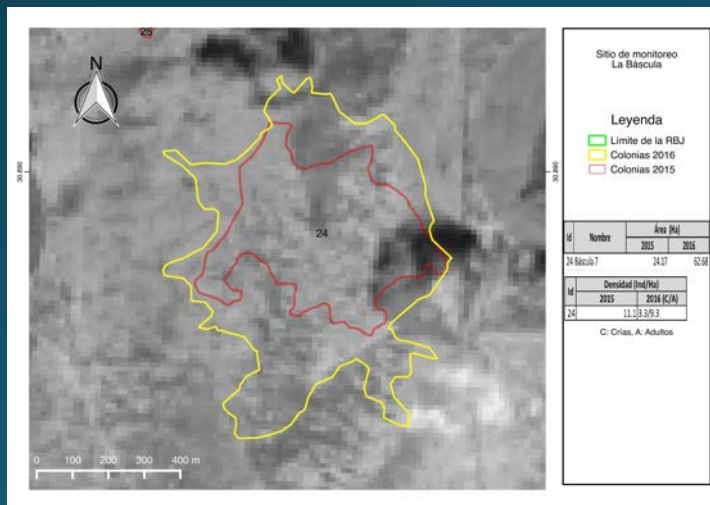 25
N
30.890
30.890
24
0 100 200 300 400 m
Sitio de monitoreo
La Báscula
Leyenda
Límite de la RBJ
Colonias 2016
Colonias 2015
Id Nombre Área (Ha)
2015 2016
24 Báscula 7 24.17 62.68
Id Densidad (Ind/Ha)
2015 2016 (C/A)
24 11.1 3.3/9.3
C: Crías, A: Adultos